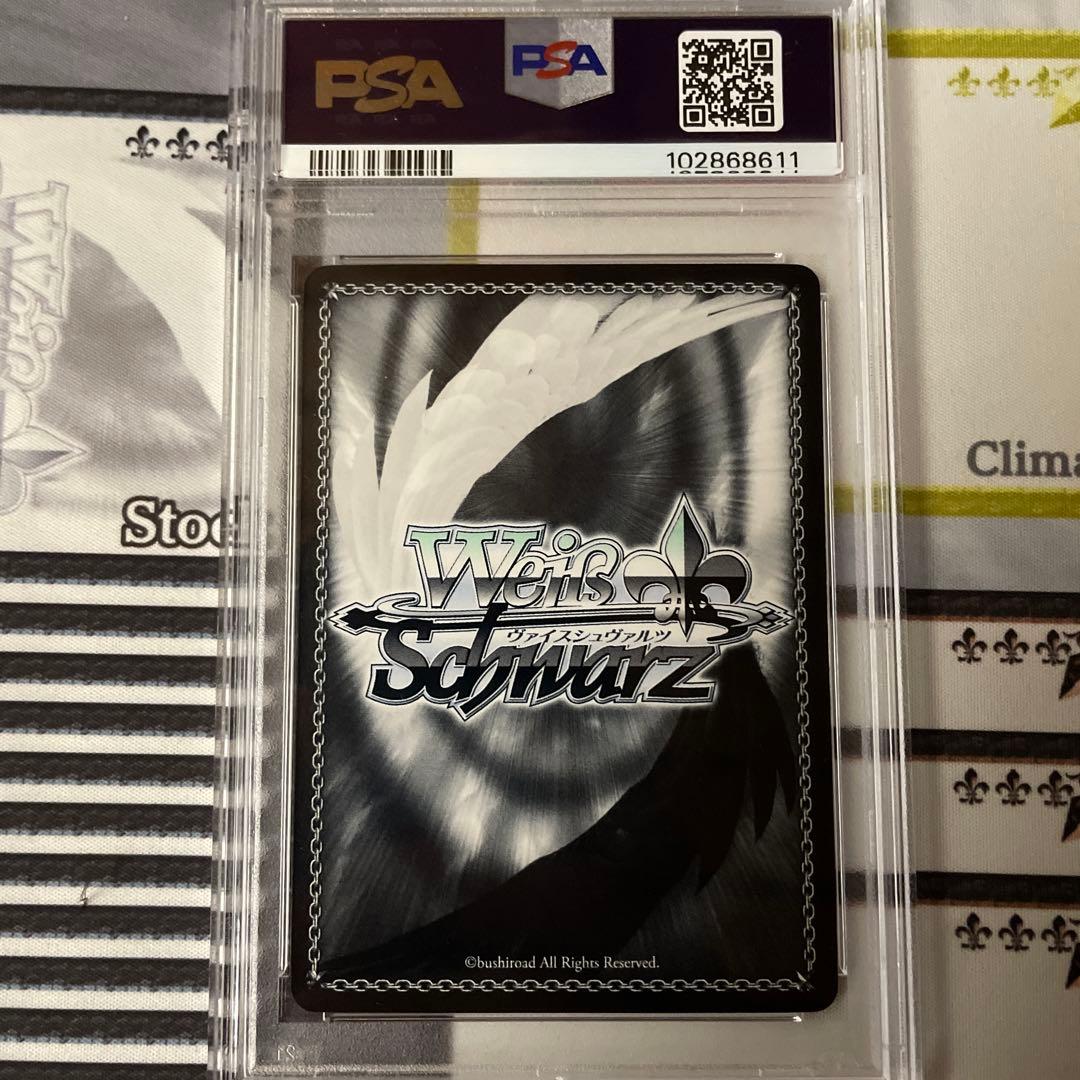 PSA
PSA
102868611
Stoc
Clima
Weiß
ヴァイスシュヴァルツ
Schwarz
©bushiroad All Rights Reserved.